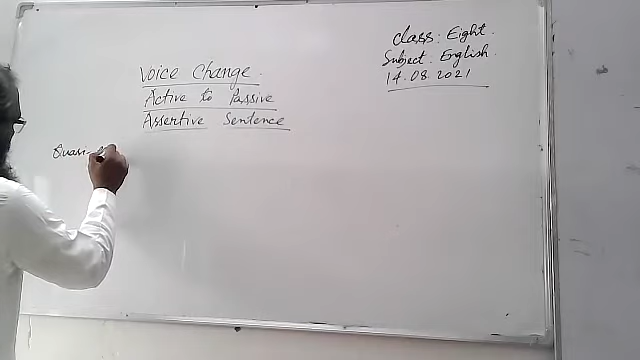 Class: Eight.
Subject. English.
14.08.2021
Voice Change.
Active to Passive
Assertive Sentence